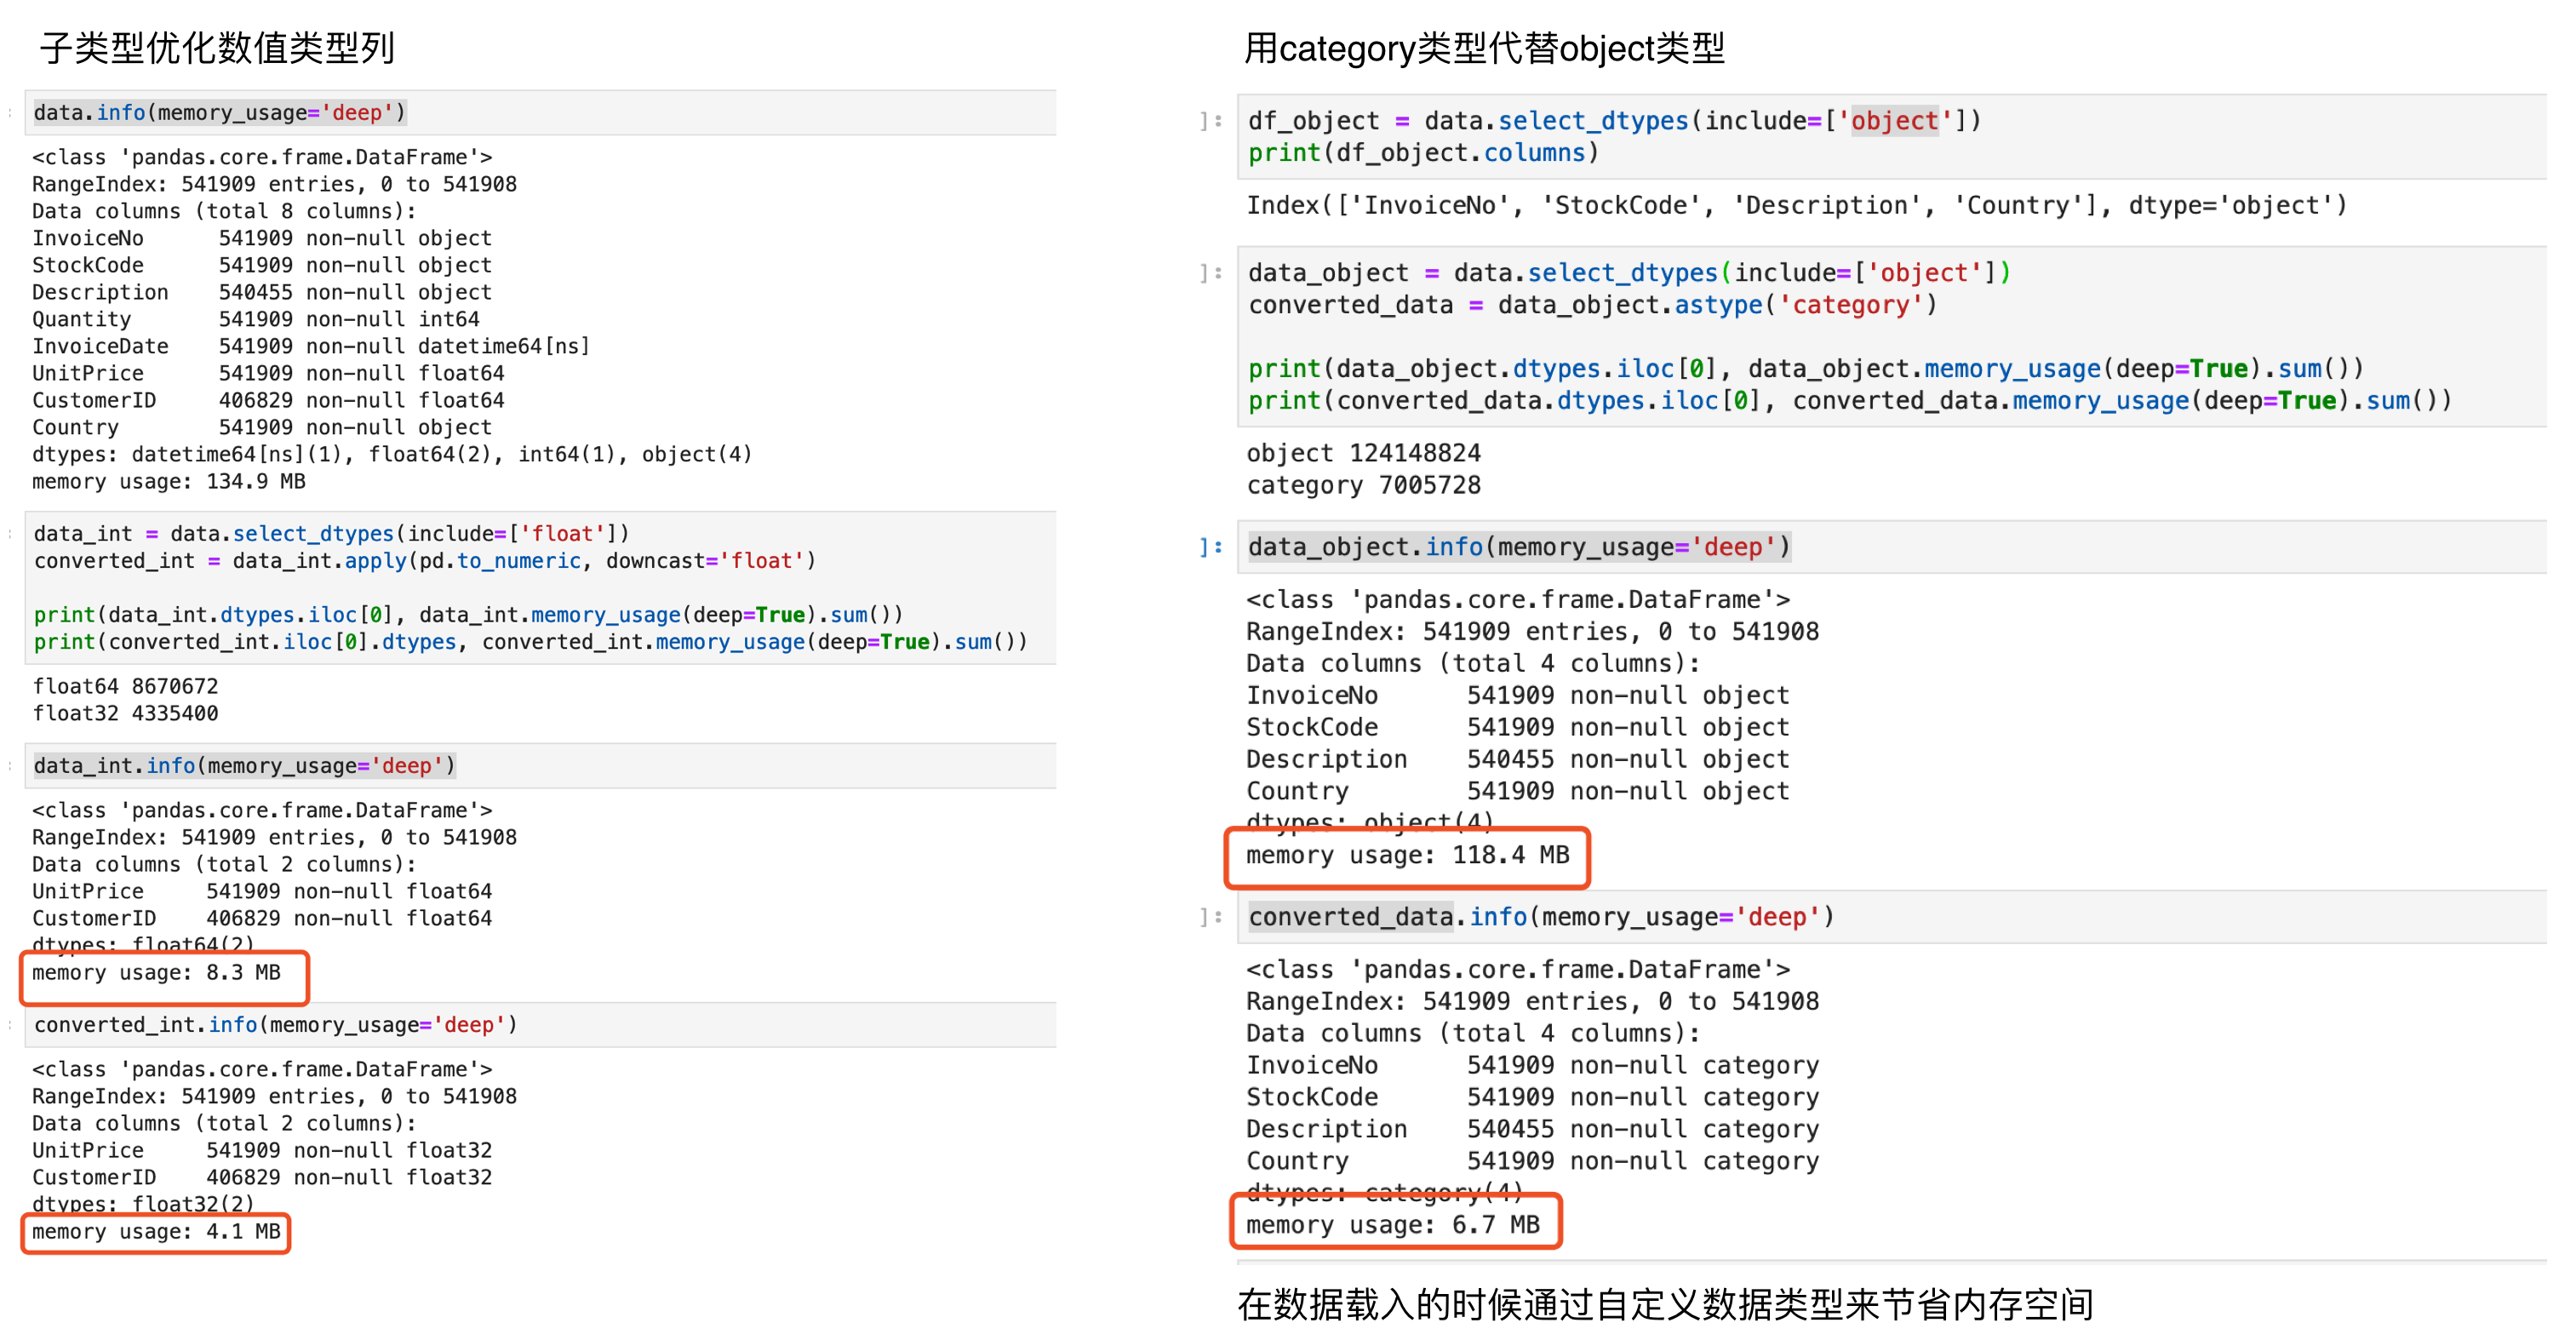 子类型优化数值类型列
data.info(memory_usage='deep')
<class 'pandas.core.frame.DataFrame'>
RangeIndex: 541909 entries, 0 to 541908
Data columns (total 8 columns):
InvoiceNo      541909 non-null object
StockCode      541909 non-null object
Description    540455 non-null object
Quantity       541909 non-null int64
InvoiceDate    541909 non-null datetime64[ns]
UnitPrice      541909 non-null float64
CustomerID     406829 non-null float64
Country        541909 non-null object
dtypes: datetime64[ns](1), float64(2), int64(1), object(4)
memory usage: 134.9 MB
data_int = data.select_dtypes(include=['float'])
converted_int = data_int.apply(pd.to_numeric, downcast='float')
print(data_int.dtypes.iloc[0], data_int.memory_usage(deep=True).sum())
print(converted_int.iloc[0].dtypes, converted_int.memory_usage(deep=True).sum())
float64 8670672
float32 4335400
data_int.info(memory_usage='deep')
<class 'pandas.core.frame.DataFrame'>
RangeIndex: 541909 entries, 0 to 541908
Data columns (total 2 columns):
UnitPrice     541909 non-null float64
CustomerID    406829 non-null float64
dtypes: float64(2)
memory usage: 8.3 MB
converted_int.info(memory_usage='deep')
<class 'pandas.core.frame.DataFrame'>
RangeIndex: 541909 entries, 0 to 541908
Data columns (total 2 columns):
UnitPrice     541909 non-null float32
CustomerID    406829 non-null float32
dtypes: float32(2)
memory usage: 4.1 MB
用category类型代替object类型
]: df_object = data.select_dtypes(include=['object'])
print(df_object.columns)
Index(['InvoiceNo', 'StockCode', 'Description', 'Country'], dtype='object')
]: data_object = data.select_dtypes(include=['object'])
converted_data = data_object.astype('category')
print(data_object.dtypes.iloc[0], data_object.memory_usage(deep=True).sum())
print(converted_data.dtypes.iloc[0], converted_data.memory_usage(deep=True).sum())
object 124148824
category 7005728
]: data_object.info(memory_usage='deep')
<class 'pandas.core.frame.DataFrame'>
RangeIndex: 541909 entries, 0 to 541908
Data columns (total 4 columns):
InvoiceNo      541909 non-null object
StockCode      541909 non-null object
Description    540455 non-null object
Country        541909 non-null object
dtypes: object(4)
memory usage: 118.4 MB
]: converted_data.info(memory_usage='deep')
<class 'pandas.core.frame.DataFrame'>
RangeIndex: 541909 entries, 0 to 541908
Data columns (total 4 columns):
InvoiceNo      541909 non-null category
StockCode      541909 non-null category
Description    540455 non-null category
Country        541909 non-null category
dtypes: category(4)
memory usage: 6.7 MB
在数据载入的时候通过自定义数据类型来节省内存空间